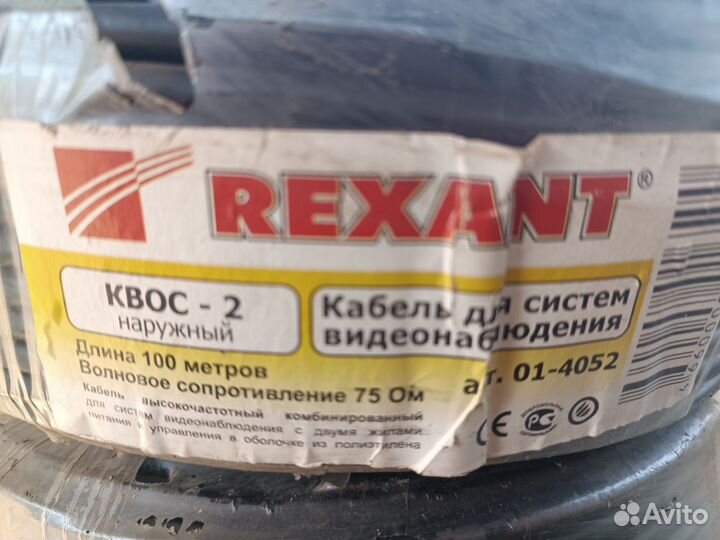 REXANT®
КВОС - 2
наружный
Кабель для систем
видеонаблюдения
Длина 100 метров
Волновое сопротивление 75 Ом
арт. 01-4052
Кабель высокочастотный комбинированный
для систем видеонаблюдения с двумя жилами
питания и управления в оболочке из полиэтилена
CE
Avito